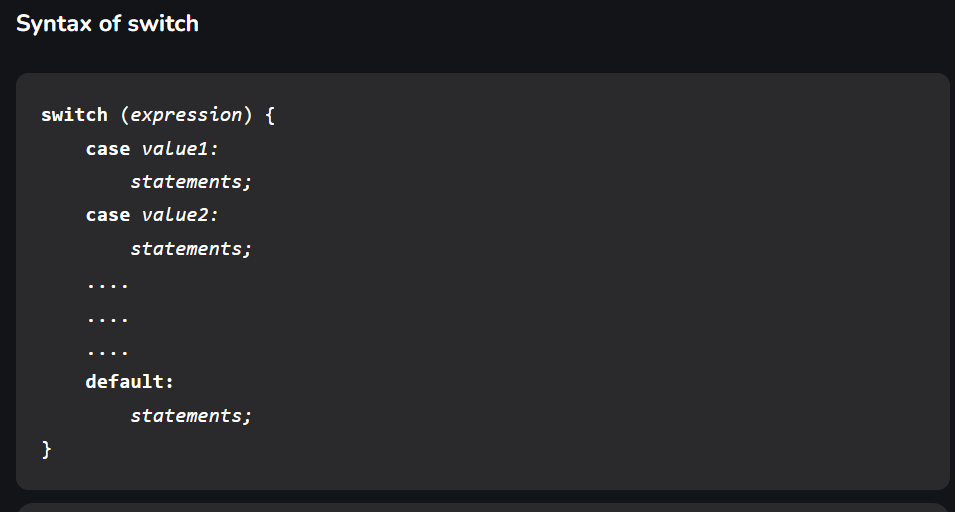 Syntax of switch
switch (expression) {
    case value1:
        statements;
    case value2:
        statements;
    ....
    ....
    ....
    default:
        statements;
}